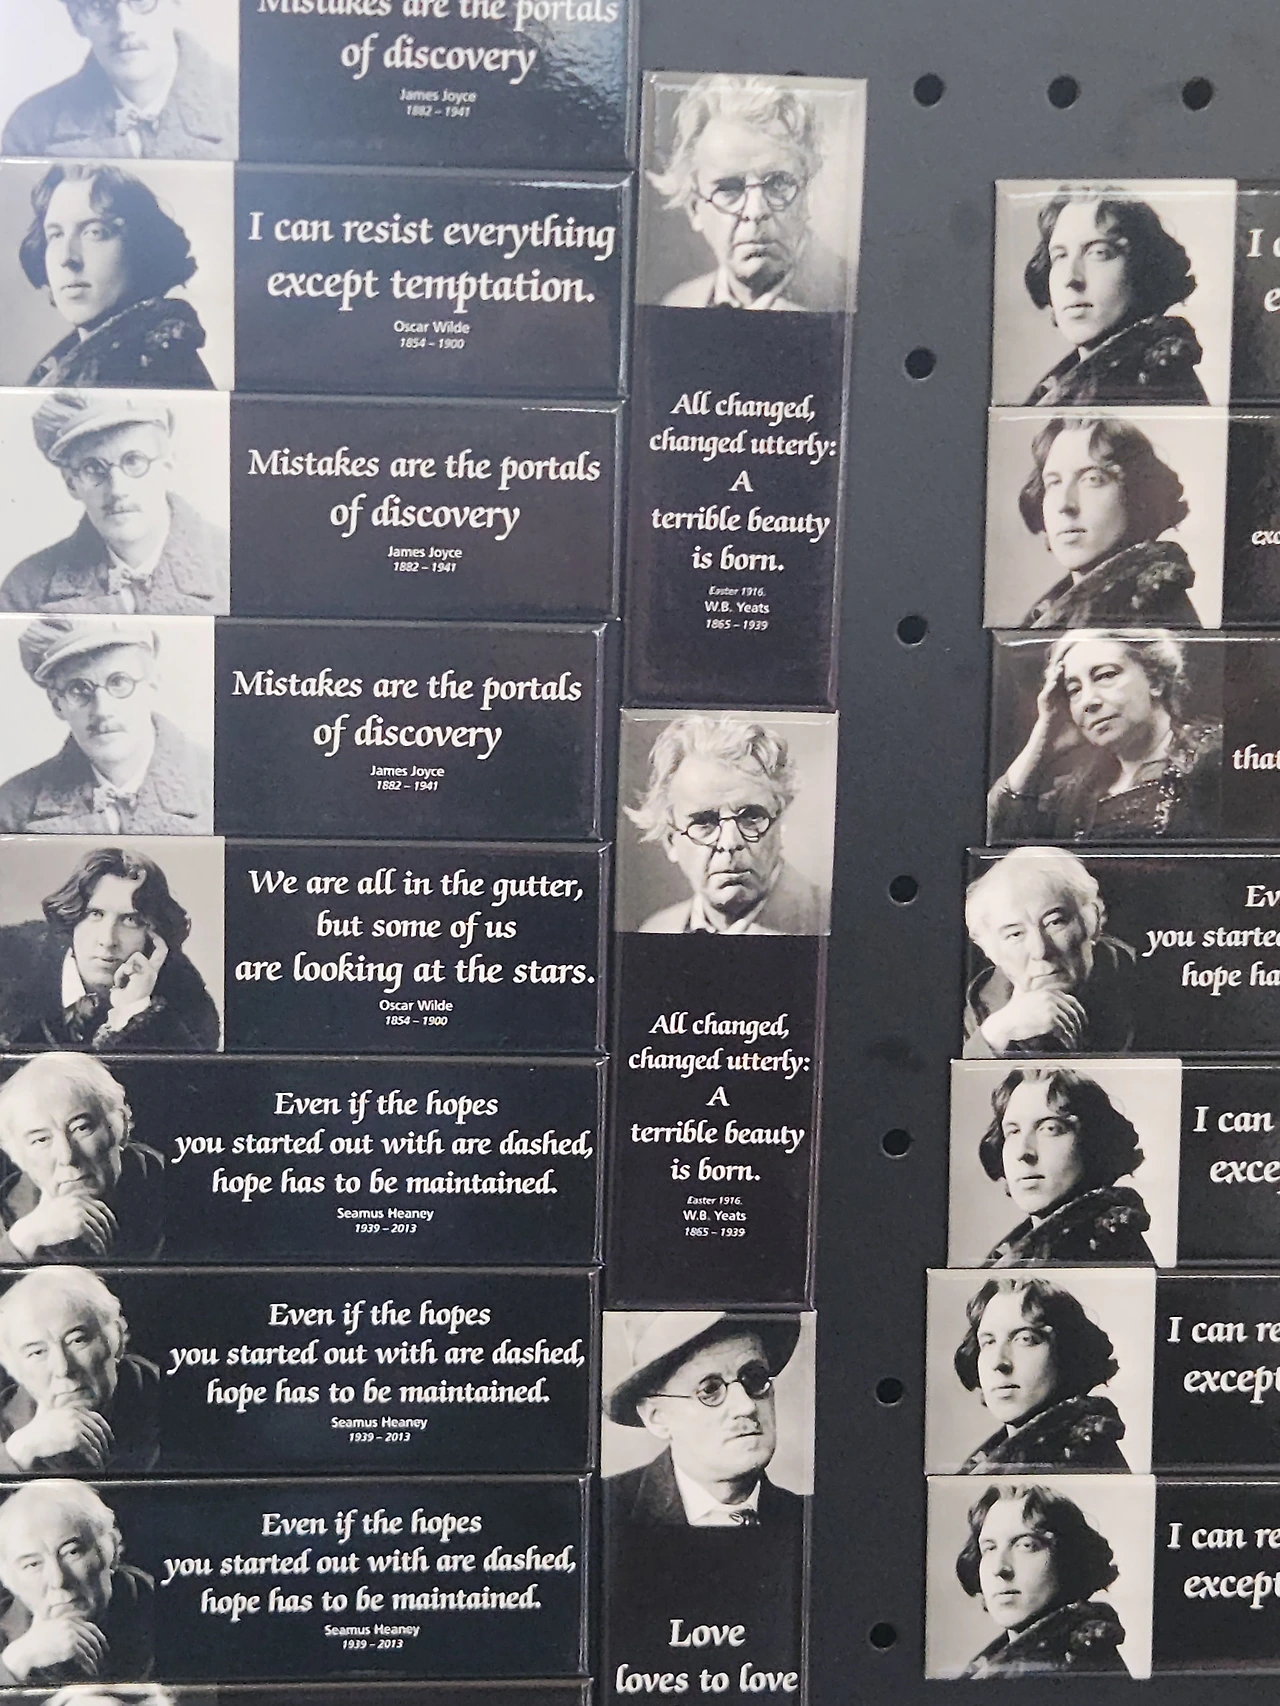 Mistakes are the portals
of discovery
James Joyce
1882 – 1941
I can resist everything
except temptation.
Oscar Wilde
1854 – 1900
Mistakes are the portals
of discovery
James Joyce
1882 – 1941
Mistakes are the portals
of discovery
James Joyce
1882 – 1941
We are all in the gutter,
but some of us
are looking at the stars.
Oscar Wilde
1854 – 1900
Even if the hopes
you started out with are dashed,
hope has to be maintained.
Seamus Heaney
1939 – 2013
Even if the hopes
you started out with are dashed,
hope has to be maintained.
Seamus Heaney
1939 – 2013
Even if the hopes
you started out with are dashed,
hope has to be maintained.
Seamus Heaney
1939 – 2013
All changed,
changed utterly:
A
terrible beauty
is born.
Easter 1916.
W.B. Yeats
1865 – 1939
All changed,
changed utterly:
A
terrible beauty
is born.
Easter 1916.
W.B. Yeats
1865 – 1939
Love
loves to love
I
that
you
hope
I can
I can
except
I can
except